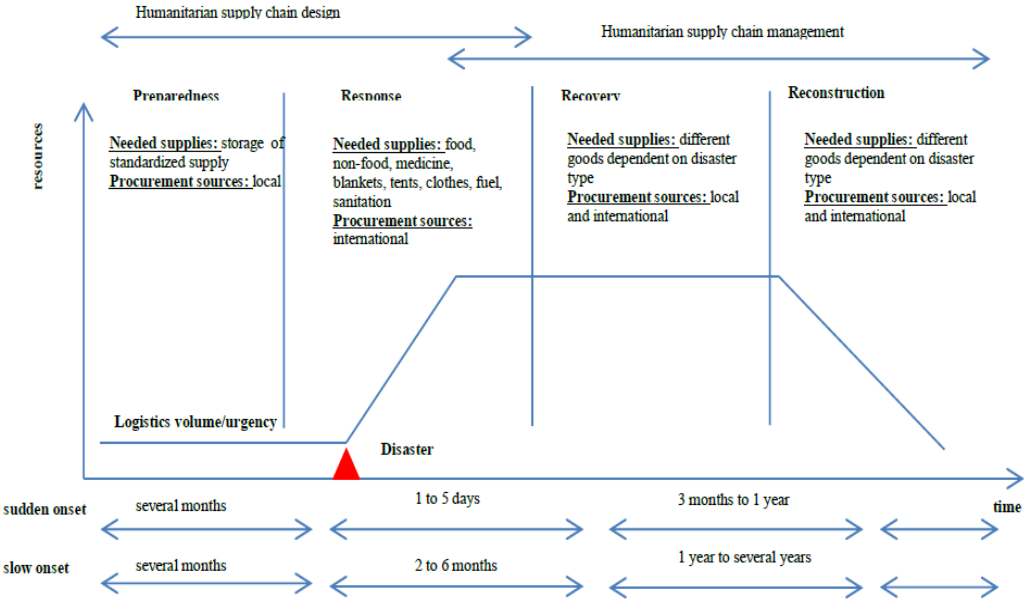 Humanitarian supply chain design
Humanitarian supply chain management
Preparedness
Response
Recovery
Reconstruction
resources
Needed supplies: storage of
standardized supply
Procurement sources: local
Needed supplies: food,
non-food, medicine,
blankets, tents, clothes, fuel,
sanitation
Procurement sources:
international
Needed supplies: different
goods dependent on disaster
type
Procurement sources: local
and international
Needed supplies: different
goods dependent on disaster
type
Procurement sources: local
and international
Logistics volume/urgency
Disaster
sudden onset
several months
1 to 5 days
3 months to 1 year
time
slow onset
several months
2 to 6 months
1 year to several years